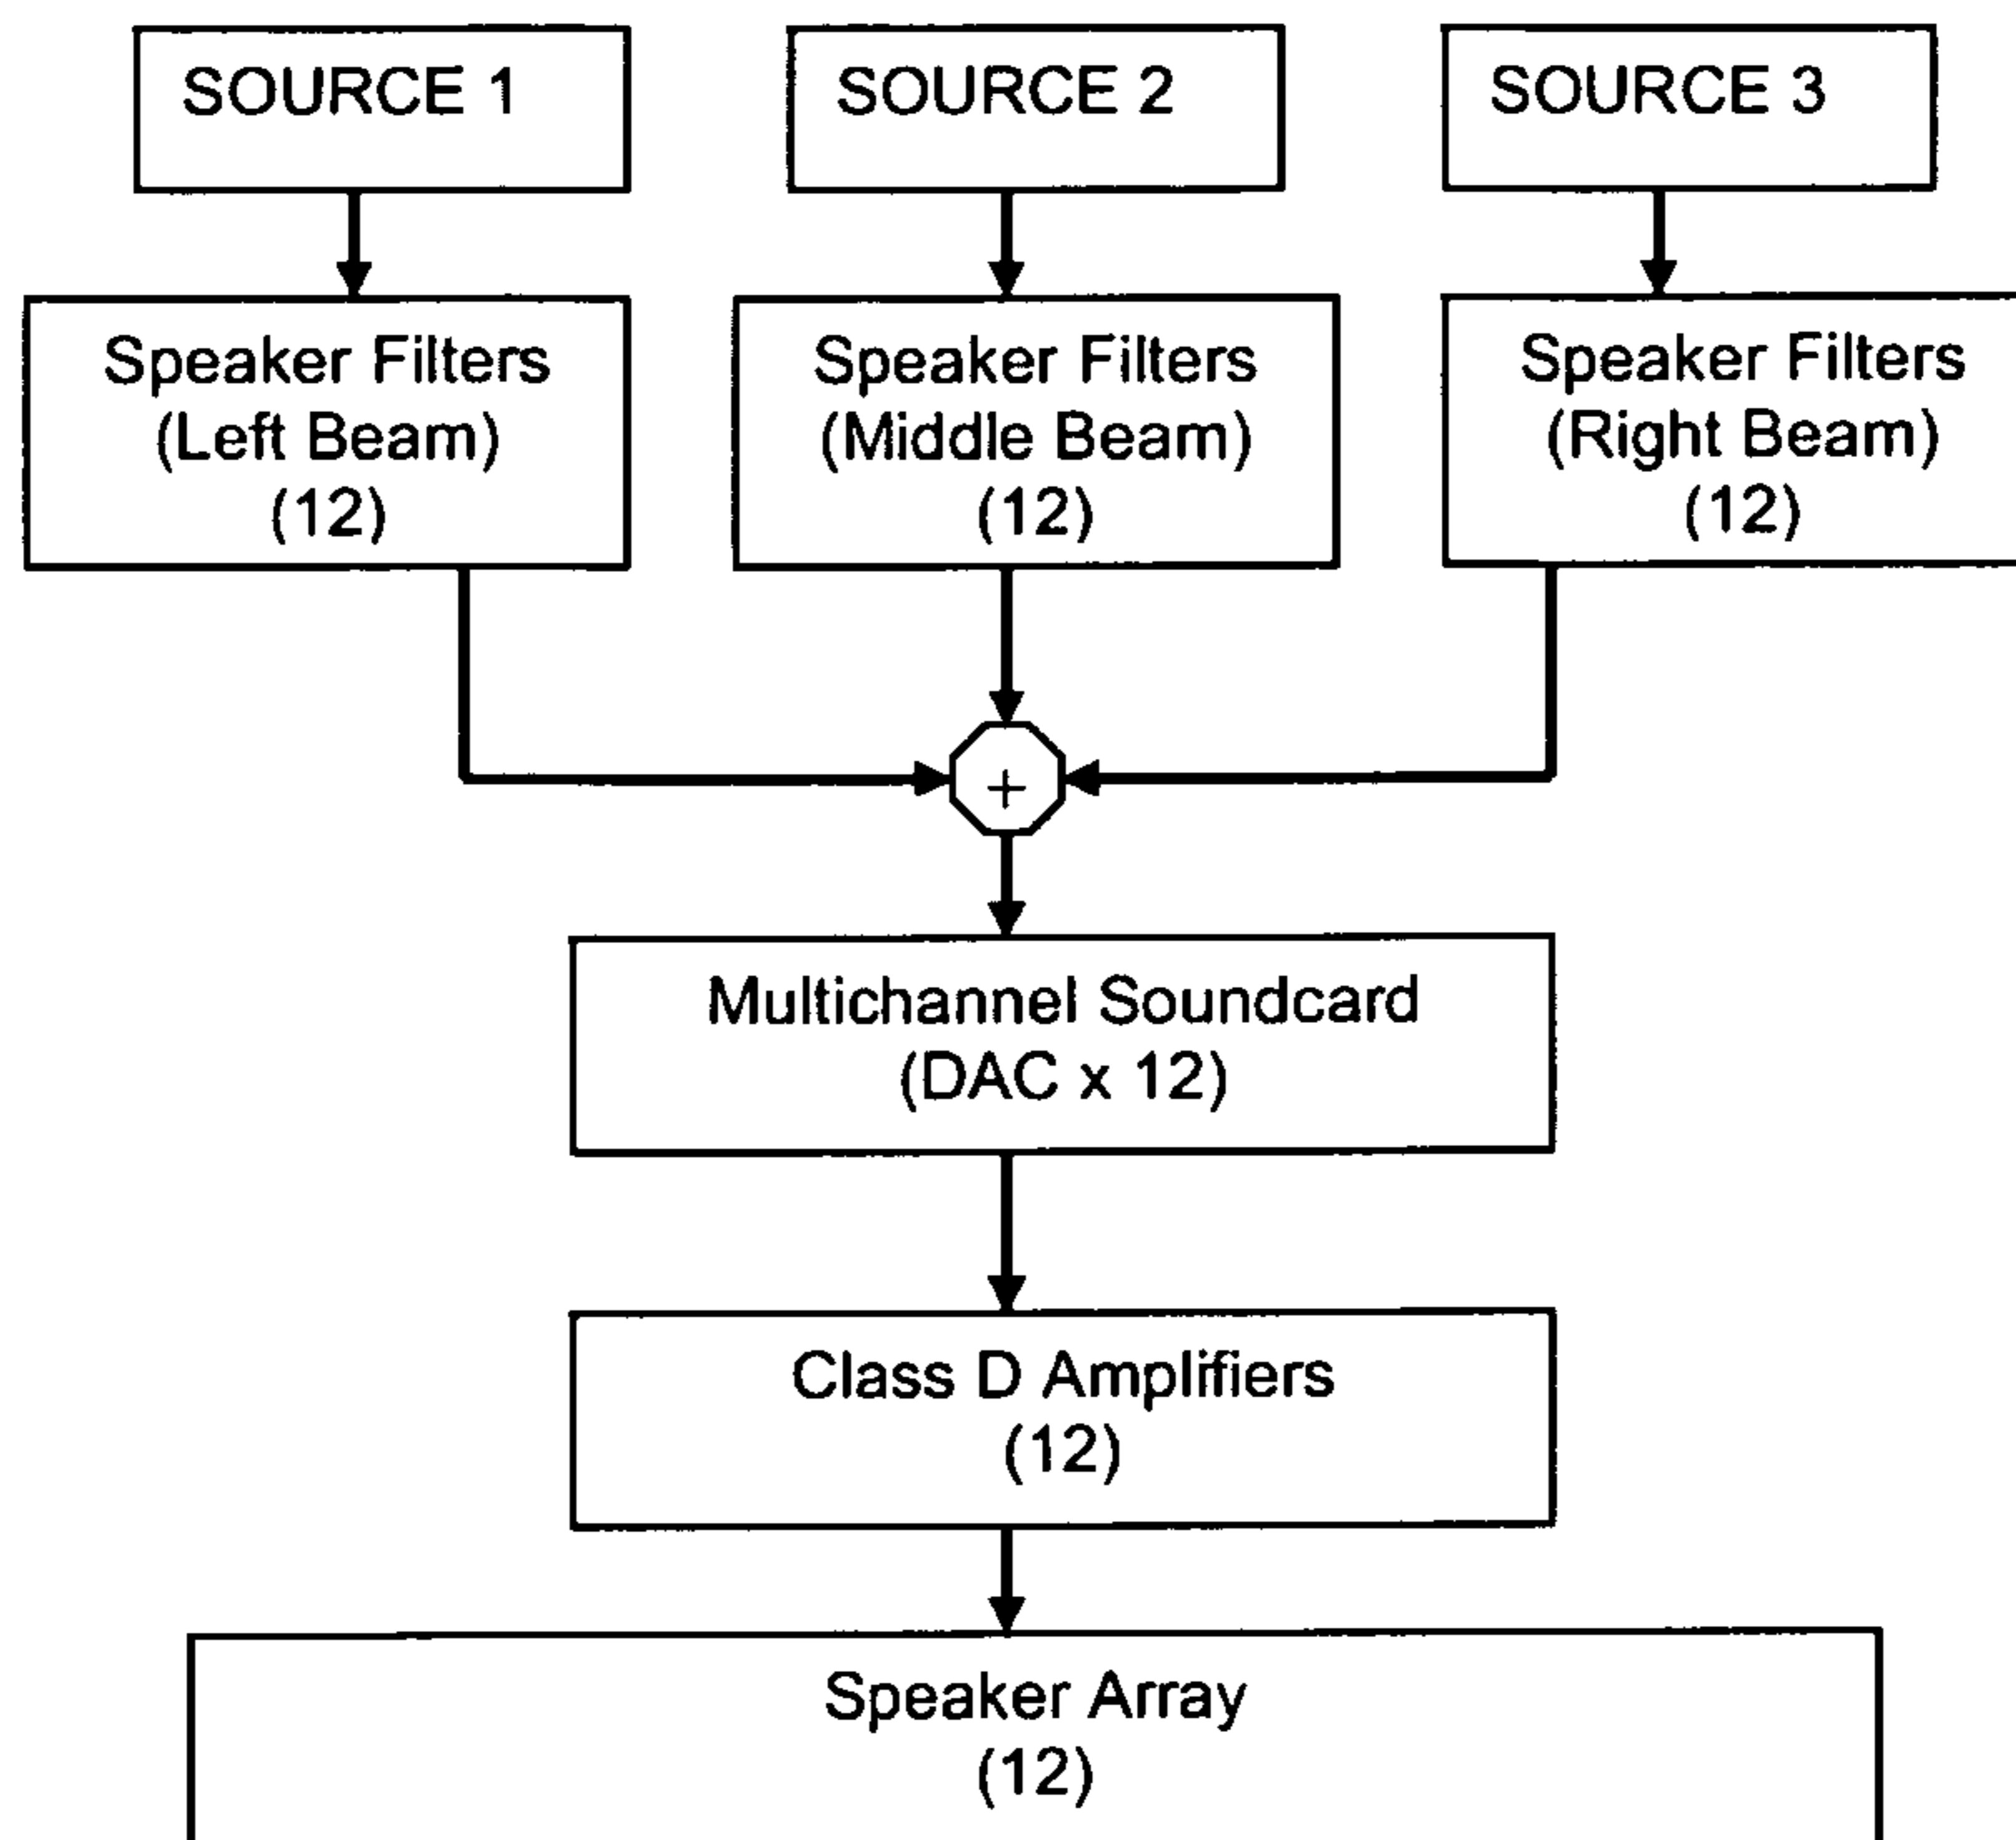 SOURCE 1
SOURCE 2
SOURCE 3
Speaker Filters
(Left Beam)
(12)
Speaker Filters
(Middle Beam)
(12)
Speaker Filters
(Right Beam)
(12)
+
Multichannel Soundcard
(DAC x 12)
Class D Amplifiers
(12)
Speaker Array
(12)